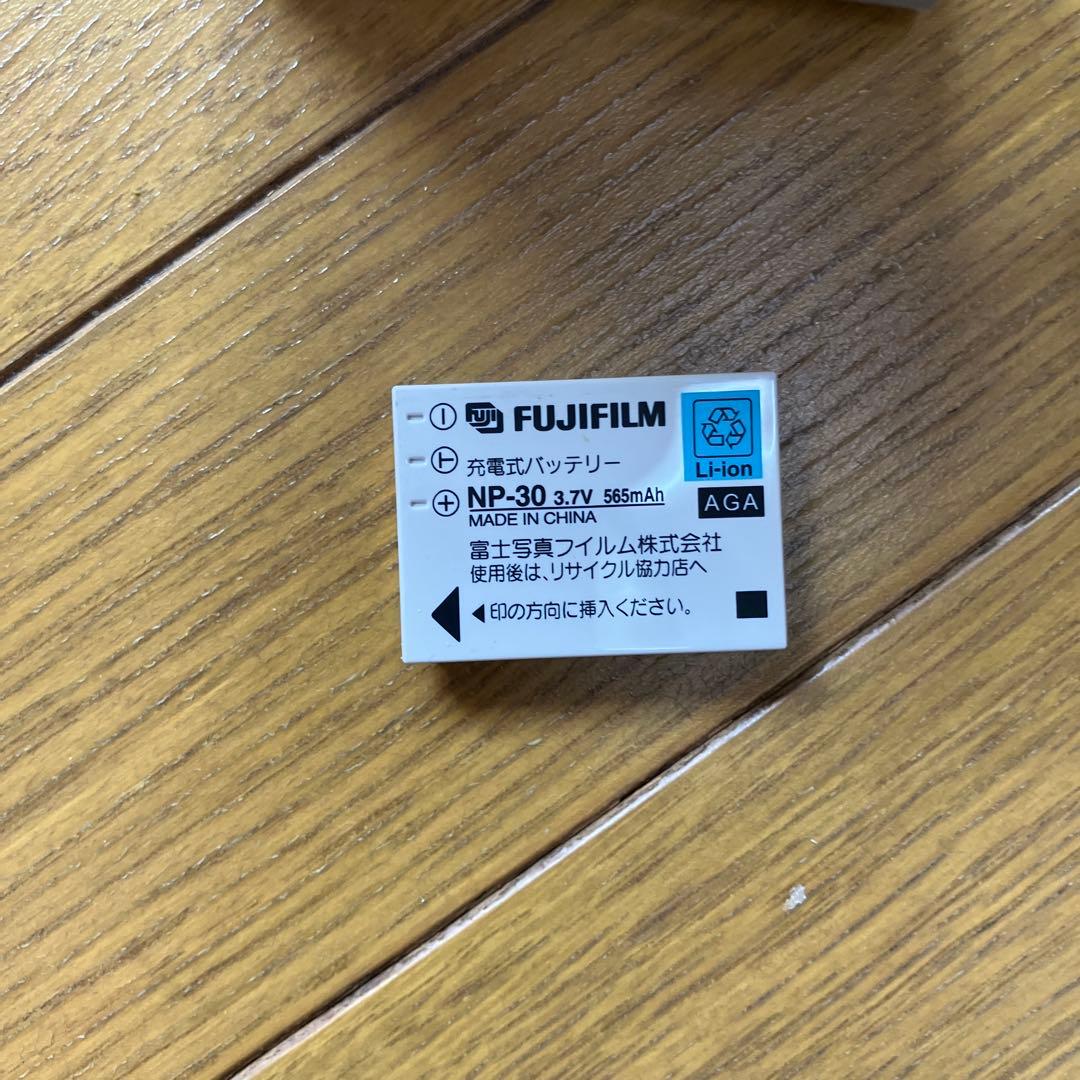 FUJI FUJIFILM
充電式バッテリー
NP-30 3.7V 565mAh
MADE IN CHINA
Li-ion
AGA
富士写真フイルム株式会社
使用後は、リサイクル協力店へ
◀印の方向に挿入ください。